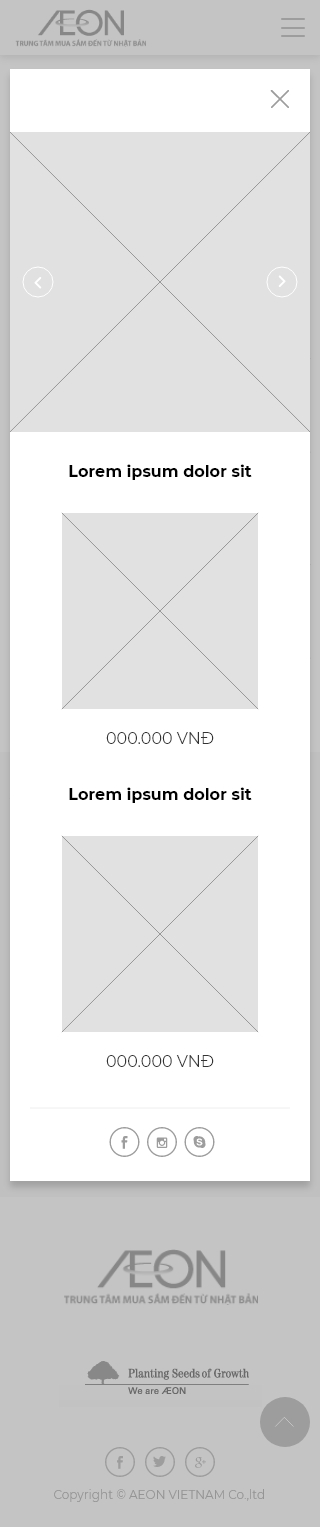 ÆON
TRUNG TÂM MUA SẮM ĐẾN TỪ NHẬT BẢN
Lorem ipsum dolor sit
000.000 VNĐ
Lorem ipsum dolor sit
000.000 VNĐ
ÆON
TRUNG TÂM MUA SẮM ĐẾN TỪ NHẬT BẢN
Planting Seeds of Growth
We are ÆON
Copyright © AEON VIETNAM Co.,ltd